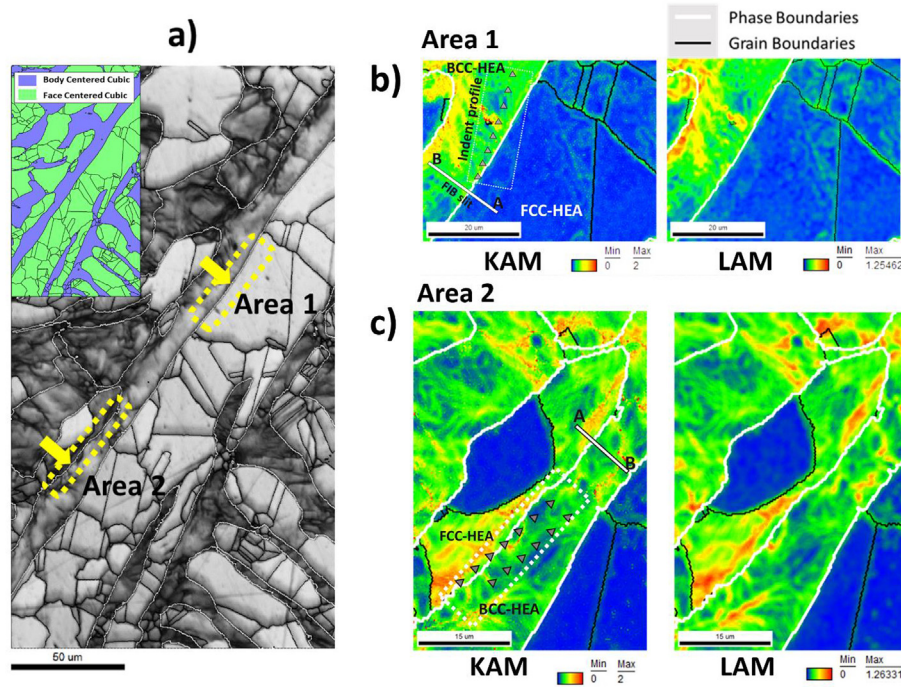 a)
Body Centered Cubic
Face Centered Cubic
Area 1
Area 2
50 um
Phase Boundaries
Grain Boundaries
Area 1
b)
BCC-HEA
Indent profile
B
FIB slit
A
FCC-HEA
20 um
KAM
Min Max
0 2
20 um
LAM
Min Max
0 1.25462
Area 2
c)
A
B
FCC-HEA
BCC-HEA
15 um
KAM
Min Max
0 2
15 um
LAM
Min Max
0 1.26331